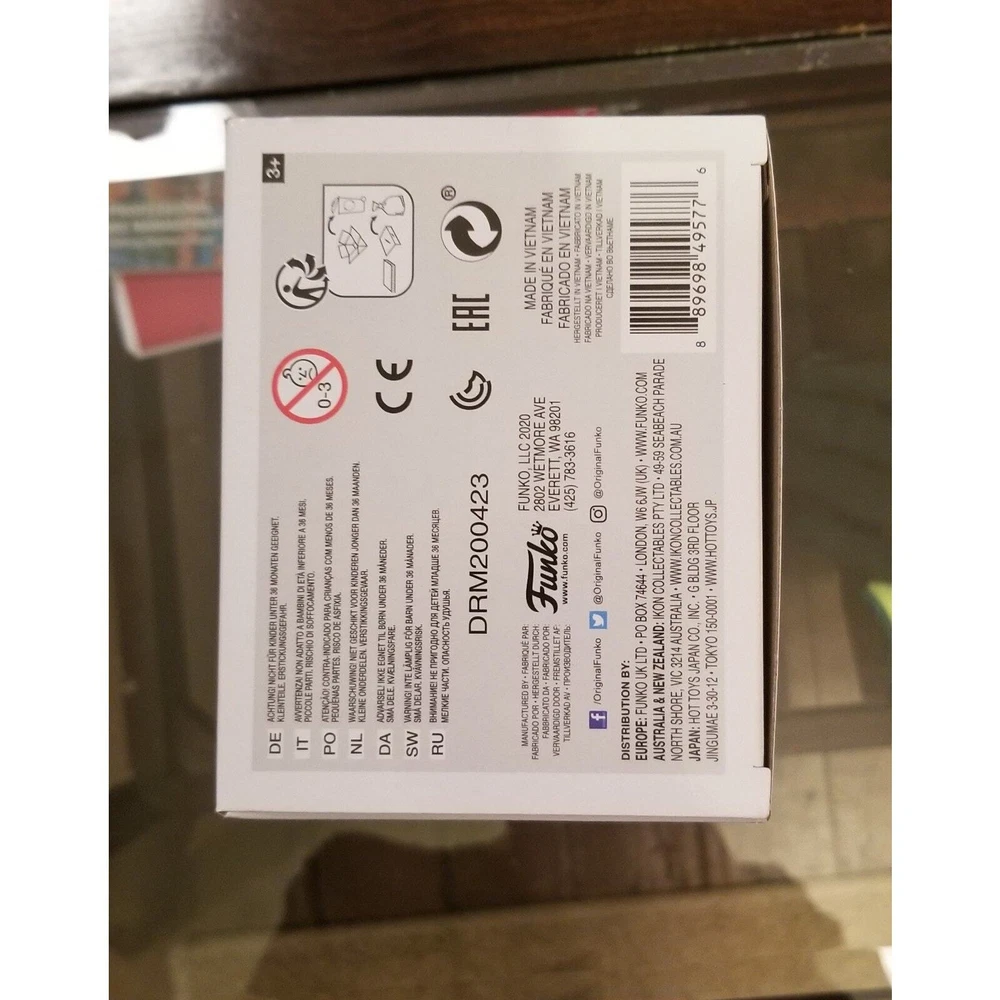 DE ACHTUNG! NICHT FÜR KINDER UNTER 36 MONATEN GEEIGNET.
KLEINTEILE. ERSTICKUNGSGEFAHR.
IT AVVERTENZA! NON ADATTO A BAMBINI DI ETÀ INFERIORE A 36 MESI.
PICCOLE PARTI. RISCHIO DI SOFFOCAMENTO.
PO ATENÇAO! CONTRA-INDICADO PARA CRIANÇAS COM MENOS DE 36 MESES.
PEQUENAS PARTES. RISCO DE ASFIXIA.
NL WAARSCHUWING! NIET GESCHIKT VOOR KINDEREN JONGER DAN 36 MAANDEN.
KLEINE ONDERDELEN. VERSTIKKINGSGEVAAR.
DA ADVARSEL! IKKE EGNET TIL BØRN UNDER 36 MÅNEDER.
SMÅ DELE. KVÆLNINGSFARE.
SW VARNING! INTE LÄMPLIG FÖR BARN UNDER 36 MÅNADER.
SMÅ DELAR. KVÄVNINGSRISK.
RU ВНИМАНИЕ! НЕ ПРИГОДНО ДЛЯ ДЕТЕЙ МЛАДШЕ 36 МЕСЯЦЕВ.
МЕЛКИЕ ЧАСТИ. ОПАСНОСТЬ УДУШЬЯ.
0-3
3+
CE
EAC
®
DRM200423
MANUFACTURED BY • FABRIQUÉ PAR:
FABRICADO POR • HERGESTELLT DURCH:
FABBRICATO DA • FABRICADO POR:
VERVAARDIGD DOOR • FREMSTILLET AF:
TILLVERKAD AV • ПРОИЗВОДИТЕЛЬ:
Funko
www.funko.com
FUNKO, LLC 2020
2802 WETMORE AVE
EVERETT, WA 98201
(425) 783-3616
MADE IN VIETNAM
FABRIQUÉ EN VIETNAM
FABRICADO EN VIETNAM
HERGESTELLT IN VIETNAM • FABBRICATO IN VIETNAM
FABRICADO NA VIETNAM • VERVAARDIGD IN VIETNAM
PRODUCERET I VIETNAM • TILLVERKAD I VIETNAM
СДЕЛАНО ВО ВЬЕТНАМЕ
f /OriginalFunko @OriginalFunko @OriginalFunko
DISTRIBUTION BY:
EUROPE: FUNKO UK LTD • PO BOX 74644 • LONDON, W6 6JW (UK) • WWW.FUNKO.COM
AUSTRALIA & NEW ZEALAND: IKON COLLECTABLES PTY LTD • 49-59 SEABEACH PARADE
NORTH SHORE, VIC 3214 AUSTRALIA • WWW.IKONCOLLECTABLES.COM.AU
JAPAN: HOT TOYS JAPAN CO., INC. • G BLDG 3RD FLOOR
JINGUMAE 3-30-12 • TOKYO 150-0001 • WWW.HOTTOYS.JP
8 89698 49577 6